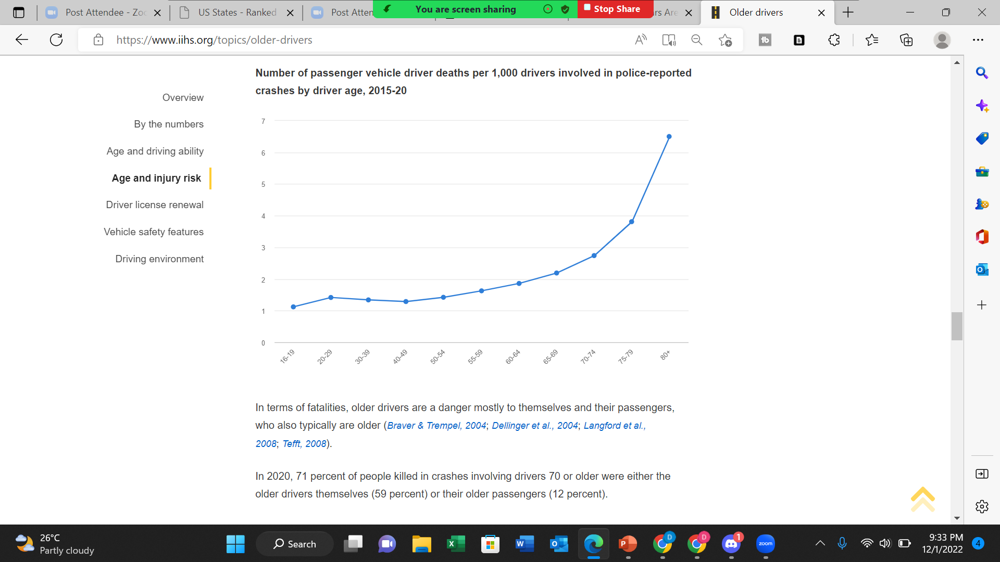 Post Attendee - Zoo
US States - Ranked
Post Atten
You are screen sharing
Stop Share
rs Are
Older drivers
https://www.iihs.org/topics/older-drivers
Number of passenger vehicle driver deaths per 1,000 drivers involved in police-reported
crashes by driver age, 2015-20
Overview
By the numbers
Age and driving ability
Age and injury risk
Driver license renewal
Vehicle safety features
Driving environment
7
6
5
4
3
2
1
0
16-19
20-29
30-39
40-49
50-54
55-59
60-64
65-69
70-74
75-79
80+
In terms of fatalities, older drivers are a danger mostly to themselves and their passengers,
who also typically are older (Braver & Trempel, 2004; Dellinger et al., 2004; Langford et al.,
2008; Tefft, 2008).
In 2020, 71 percent of people killed in crashes involving drivers 70 or older were either the
older drivers themselves (59 percent) or their older passengers (12 percent).
26°C
Partly cloudy
Search
D
D
1
zoom
9:33 PM
12/1/2022
4